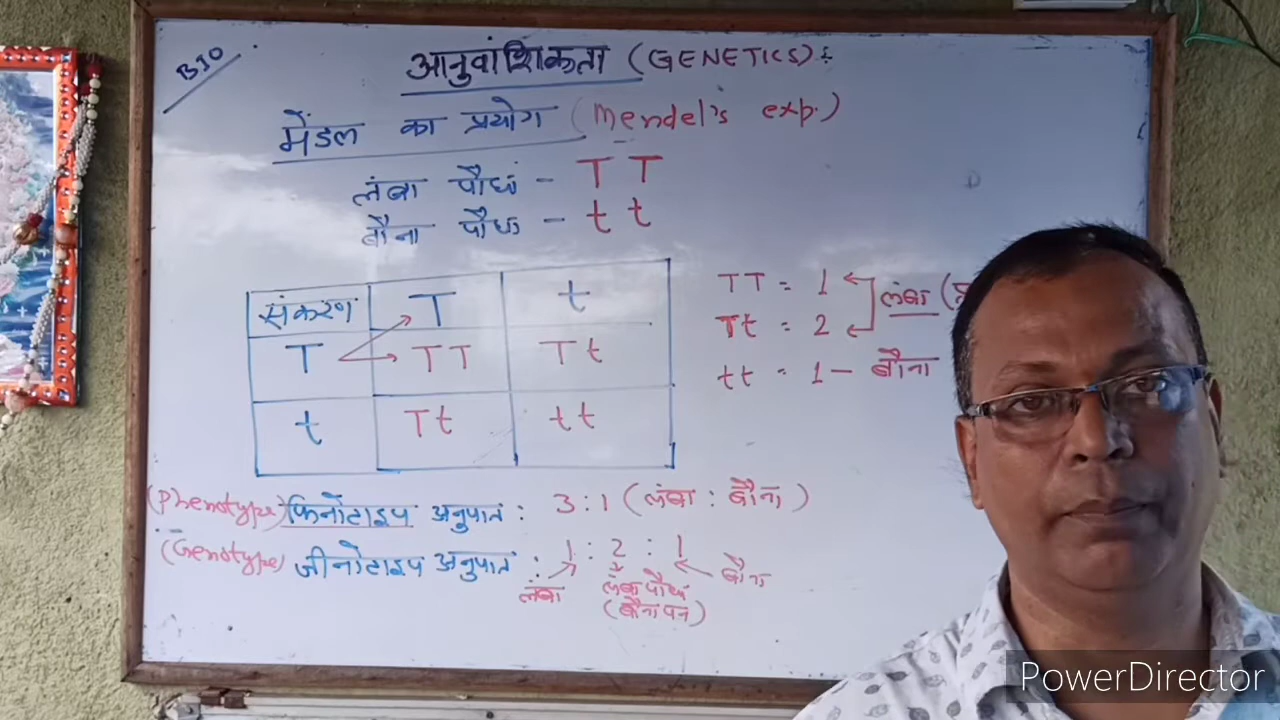 BIO
आनुवांशिकता (GENETICS):
मेंडल का प्रयोग (Mendel's exp.)
लंबा पौधा - T T
बौना पौधा - t t
संकरण T t
T TT Tt
t Tt tt
TT = 1
Tt = 2
लंबा
tt = 1 - बौना
(Phenotype) फिनोटाइप अनुपात : 3:1 (लंबा : बौना)
(Genotype) जीनोटाइप अनुपात : 1 : 2 : 1
लंबा लंबा पौधा बौना
(बौनापन)
PowerDirector